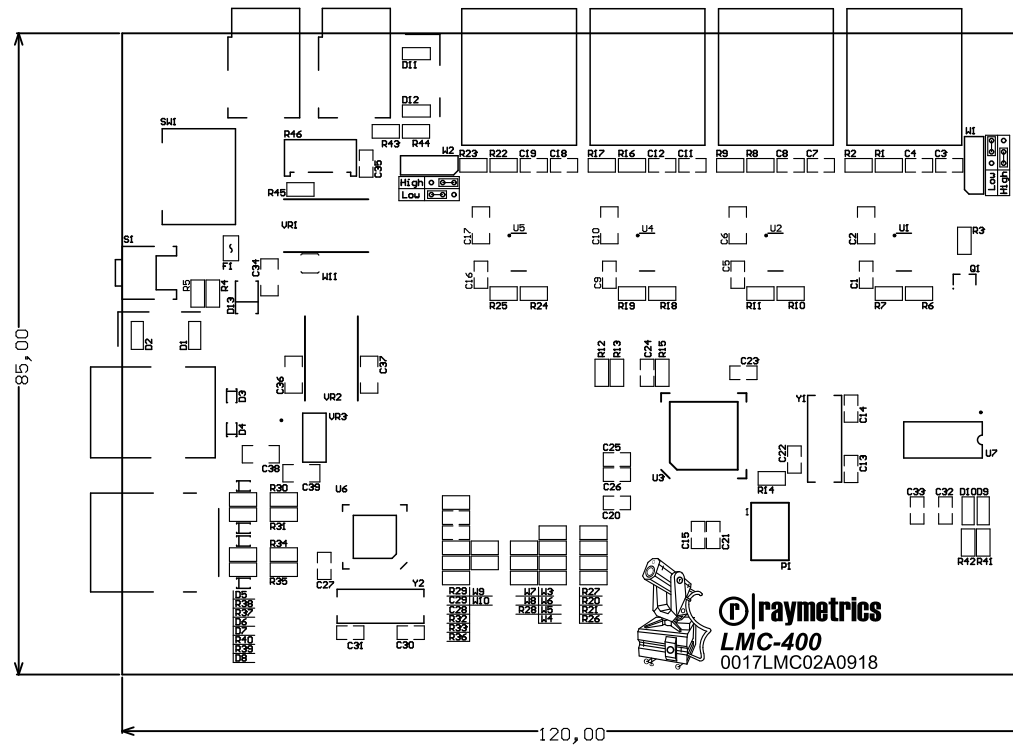 D11
SW1
D12
R46
R43 R44
W2
W1
C35
R23 R22 C19 C18
R17 R16 C12 C11
R9 R8 C8 C7
R2 R1 C4 C3
High
Low
Low
High
R45
VR1
C17 U5
C10 U4
C6 U2
C2 U1
R3
S1
F1
C34
W11
C16
C9
C5
C1
Q1
R5 R4
D13
R25 R24
R19 R18
R11 R10
R7 R6
D2 D1
85,00
R12 R13
C24 R15
C23
C36
C37
VR2
D3
Y1
C14
VR3
D4
C38
C25
C22
C13
U7
C39
C26
U3
R14
R30
U6
C20
C33 C32 D10 D9
R31
1
R34
C15 C21
P1
R42 R41
R35
C27
Y2
D5
R38
R37
D6
D7
R40
R39
D8
C31 C30
R29 W9
C29 W10
C28
R32
R33
R36
W7 W3
W8 W6
R28 W5
W4
R27
R20
R21
R26
r raymetrics
LMC-400
0017LMC02A0918
120,00